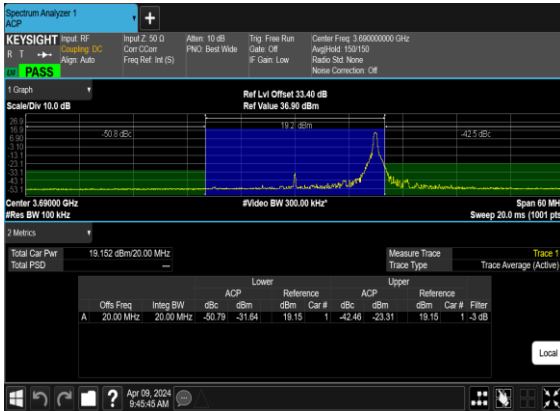 Spectrum Analyzer 1
ACP
KEYSIGHT Input: RF Input Z: 50 Ω Atten: 10 dB Trig: Free Run Center Freq: 3.690000000 GHz
R T Coupling: DC Corr CCorr PNO: Best Wide Gate: Off Avg|Hold: 150/150
Align: Auto Freq Ref: Int (S) IF Gain: Low Radio Std: None
PASS Noise Correction: Off
1 Graph Ref Lvl Offset 33.40 dB
Scale/Div 10.0 dB Ref Value 36.90 dBm
26.9
16.9 19.2 dBm
6.90 -50.8 dBc -42.5 dBc
-3.10
-13.1
-23.1
-33.1
-43.1
-53.1
Center 3.69000 GHz #Video BW 300.00 kHz* Span 60 MH
#Res BW 100 kHz Sweep 20.0 ms (1001 pts
2 Metrics
Total Car Pwr 19.152 dBm/20.00 MHz Measure Trace Trace 1
Total PSD — Trace Type Trace Average (Active)
Lower Upper
ACP Reference ACP Reference
Offs Freq Integ BW dBc dBm dBm Car # dBc dBm dBm Car # Filter
A 20.00 MHz 20.00 MHz -50.79 -31.64 19.15 1 -42.46 -23.31 19.15 1 -3 dB
Local
Apr 09, 2024
9:45:45 AM